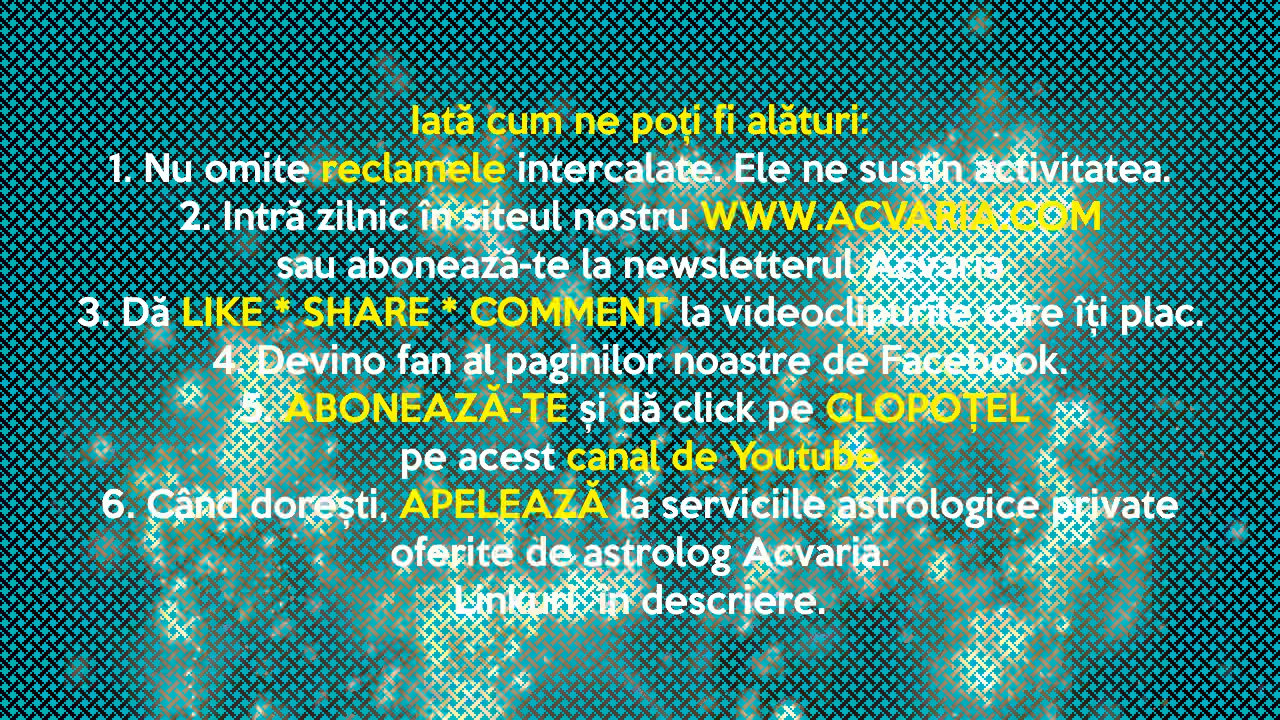 Iată cum ne poți fi alături:
1. Nu omite reclamele intercalate. Ele ne susțin activitatea.
2. Intră zilnic în siteul nostru WWW.ACVARIA.COM
sau abonează-te la newsletterul Acvaria.
3. Dă LIKE * SHARE * COMMENT la videoclipurile care îți plac.
4. Devino fan al paginilor noastre de Facebook.
5. ABONEAZĂ-TE și dă click pe CLOPOȚEL
pe acest canal de Youtube.
6. Când dorești, APELEAZĂ la serviciile astrologice private
oferite de astrolog Acvaria.
Linkuri, în descriere.